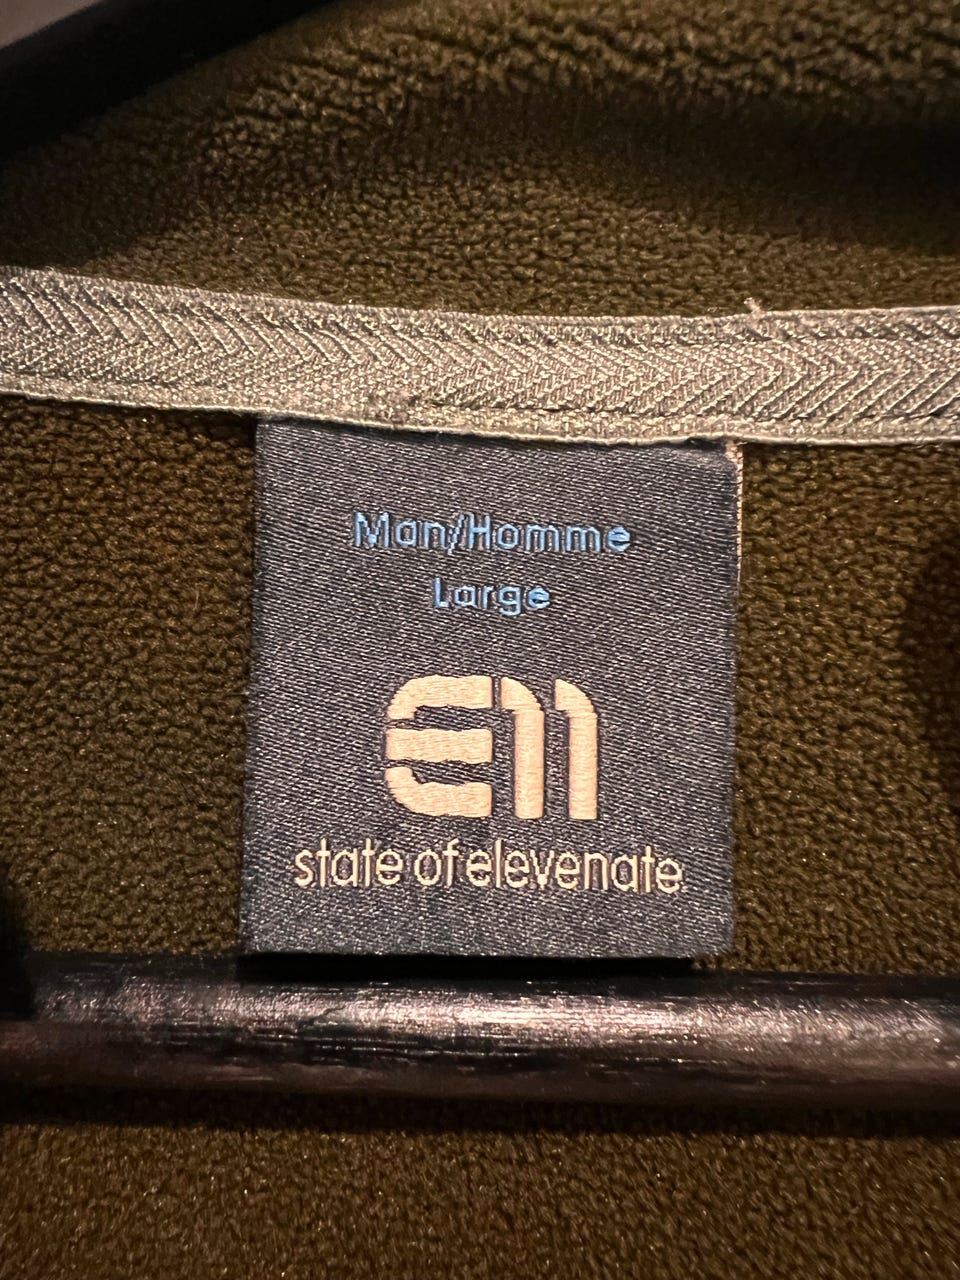 Man/Homme
Large
E11
state of elevenate